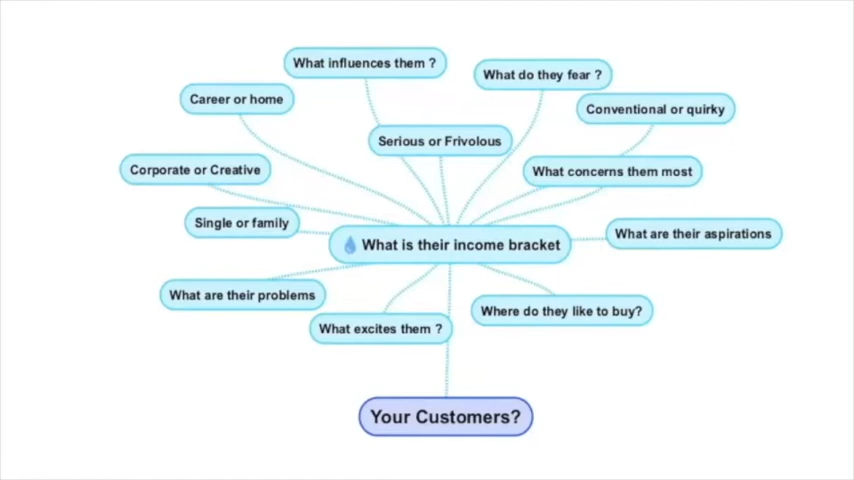 What influences them ?
What do they fear ?
Career or home
Conventional or quirky
Serious or Frivolous
Corporate or Creative
What concerns them most
Single or family
What are their aspirations
What is their income bracket
What are their problems
Where do they like to buy?
What excites them ?
Your Customers?